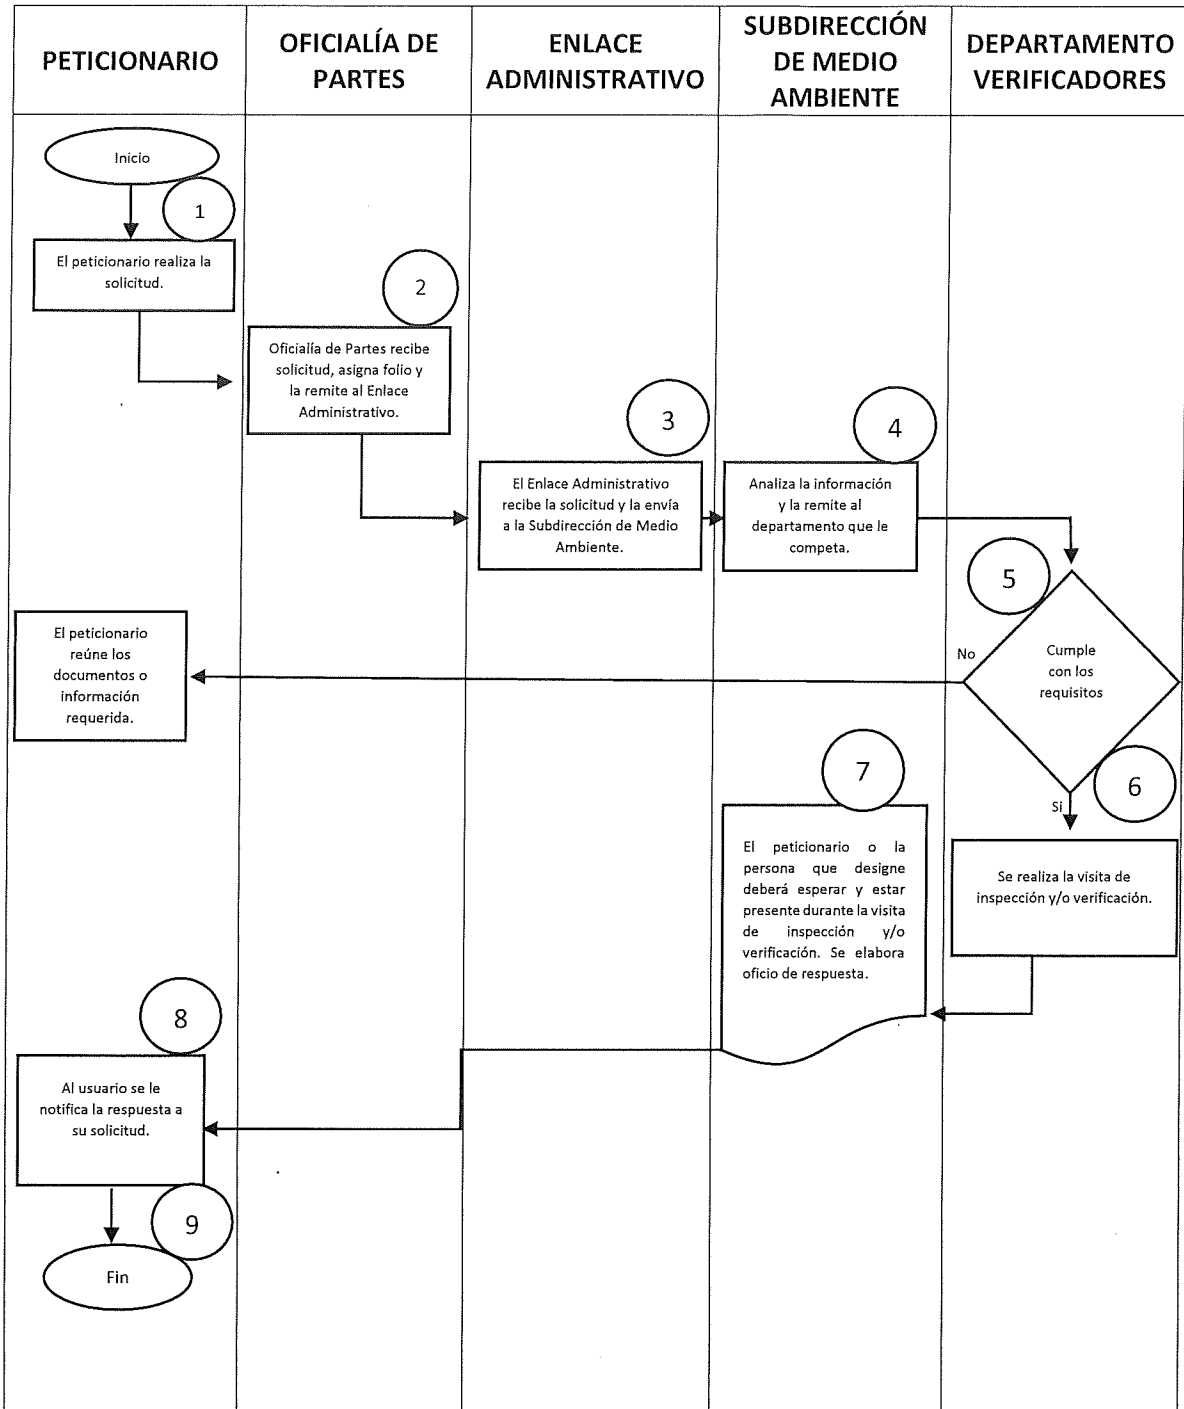 PETICIONARIO
OFICIALÍA DE
PARTES
ENLACE
ADMINISTRATIVO
SUBDIRECCIÓN
DE MEDIO
AMBIENTE
DEPARTAMENTO
VERIFICADORES
Inicio
1
El peticionario realiza la
solicitud.
2
Oficialía de Partes recibe
solicitud, asigna folio y
la remite al Enlace
Administrativo.
3
El Enlace Administrativo
recibe la solicitud y la envía
a la Subdirección de Medio
Ambiente.
4
Analiza la información
y la remite al
departamento que le
competa.
5
Cumple
con los
requisitos
No
El peticionario
reúne los
documentos o
información
requerida.
6
Si
Se realiza la visita de
inspección y/o verificación.
7
El peticionario o la
persona que designe
deberá esperar y estar
presente durante la visita
de inspección y/o
verificación. Se elabora
oficio de respuesta.
8
Al usuario se le
notifica la respuesta a
su solicitud.
9
Fin